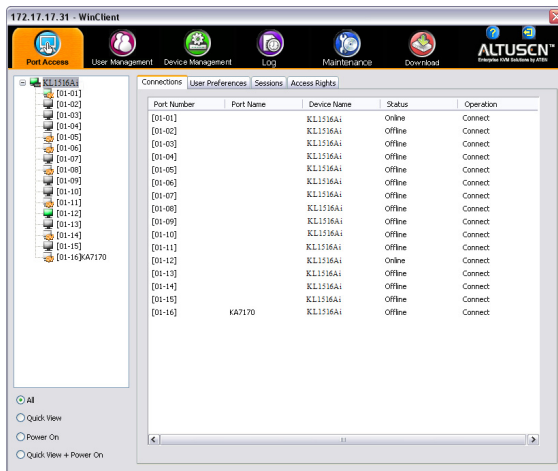 172.17.17.31 - WinClient
Port Access User Management Device Management Log Maintenance Download
ALTUSCN™
Enterprise KVM Solutions by ATEN
KL1516Ai
[01-01]
[01-02]
[01-03]
[01-04]
[01-05]
[01-06]
[01-07]
[01-08]
[01-09]
[01-10]
[01-11]
[01-12]
[01-13]
[01-14]
[01-15]
[01-16]KA7170
All
Quick View
Power On
Quick View + Power On
Connections User Preferences Sessions Access Rights
Port Number Port Name Device Name Status Operation
[01-01] KL1516Ai Online Connect
[01-02] KL1516Ai Offline Connect
[01-03] KL1516Ai Offline Connect
[01-04] KL1516Ai Offline Connect
[01-05] KL1516Ai Offline Connect
[01-06] KL1516Ai Offline Connect
[01-07] KL1516Ai Offline Connect
[01-08] KL1516Ai Offline Connect
[01-09] KL1516Ai Offline Connect
[01-10] KL1516Ai Offline Connect
[01-11] KL1516Ai Offline Connect
[01-12] KL1516Ai Online Connect
[01-13] KL1516Ai Offline Connect
[01-14] KL1516Ai Offline Connect
[01-15] KL1516Ai Offline Connect
[01-16] KA7170 KL1516Ai Offline Connect